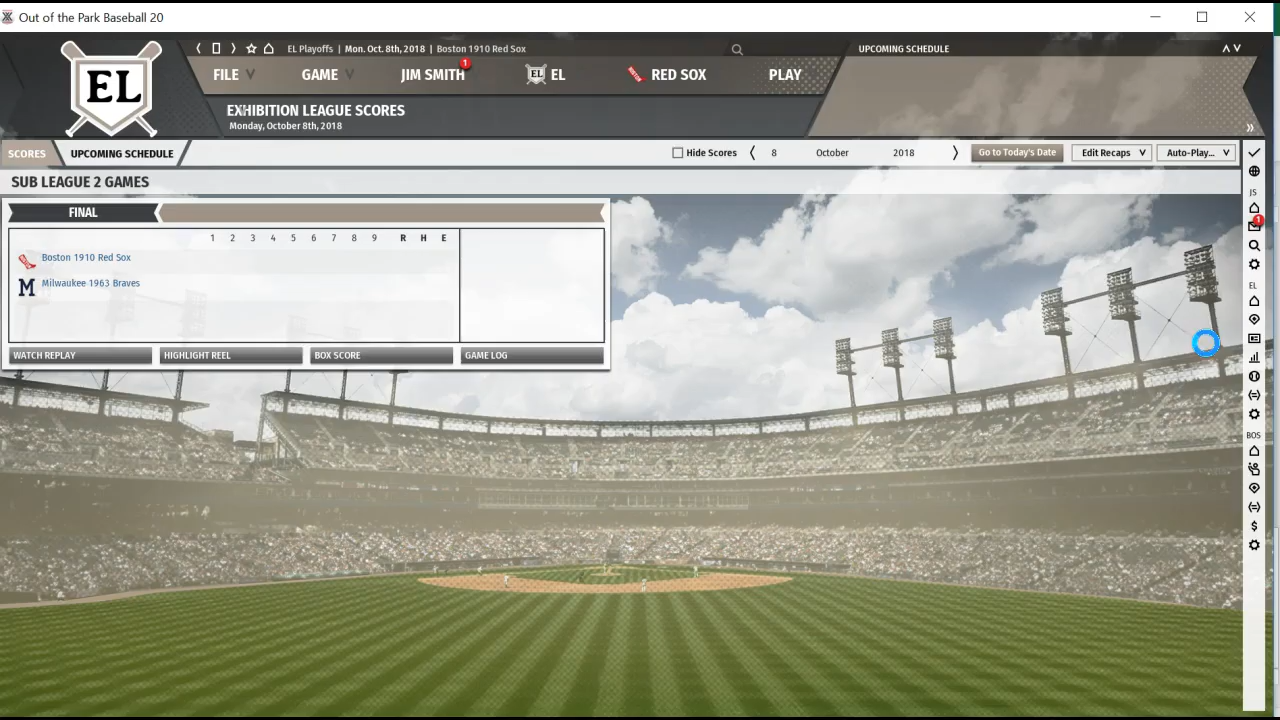 Out of the Park Baseball 20
EL Playoffs | Mon. Oct. 8th, 2018 | Boston 1910 Red Sox
UPCOMING SCHEDULE
EL
FILE
GAME
JIM SMITH
1
EL
EL
RED SOX
PLAY
EXHIBITION LEAGUE SCORES
Monday, October 8th, 2018
SCORES
UPCOMING SCHEDULE
Hide Scores
8
October
2018
Go to Today's Date
Edit Recaps
Auto-Play...
SUB LEAGUE 2 GAMES
FINAL
1 2 3 4 5 6 7 8 9 R H E
Boston 1910 Red Sox
M
Milwaukee 1963 Braves
WATCH REPLAY
HIGHLIGHT REEL
BOX SCORE
GAME LOG
JS
1
EL
BOS
$